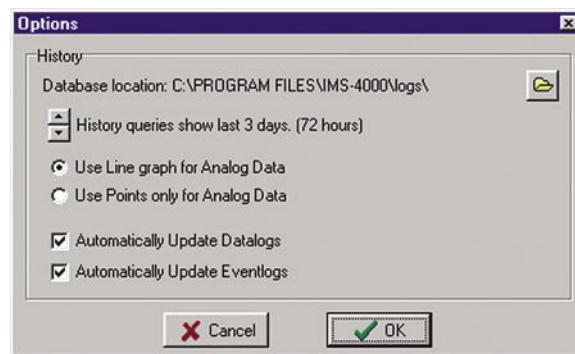 Options
History
Database location: C:\PROGRAM FILES\IMS-4000\logs\
History queries show last 3 days. (72 hours)
Use Line graph for Analog Data
Use Points only for Analog Data
Automatically Update Datalogs
Automatically Update Eventlogs
Cancel
OK